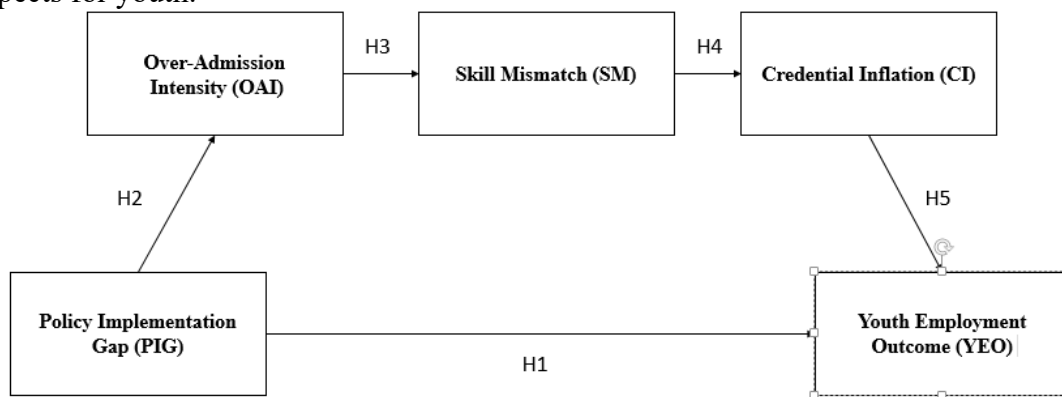 pects for youth.
Over-Admission
Intensity (OAI)
H3
Skill Mismatch (SM)
H4
Credential Inflation (CI)
H2
H5
Policy Implementation
Gap (PIG)
H1
Youth Employment
Outcome (YEO)